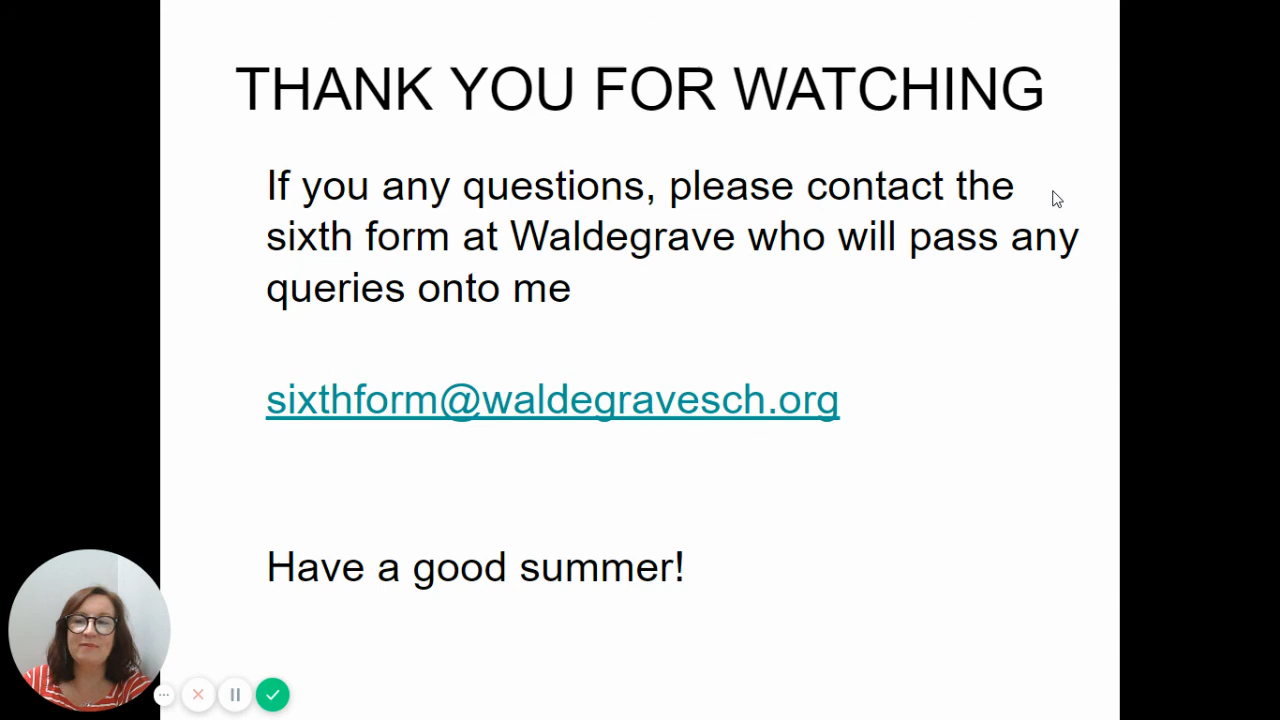 THANK YOU FOR WATCHING
If you any questions, please contact the
sixth form at Waldegrave who will pass any
queries onto me
sixthform@waldegravesch.org
Have a good summer!